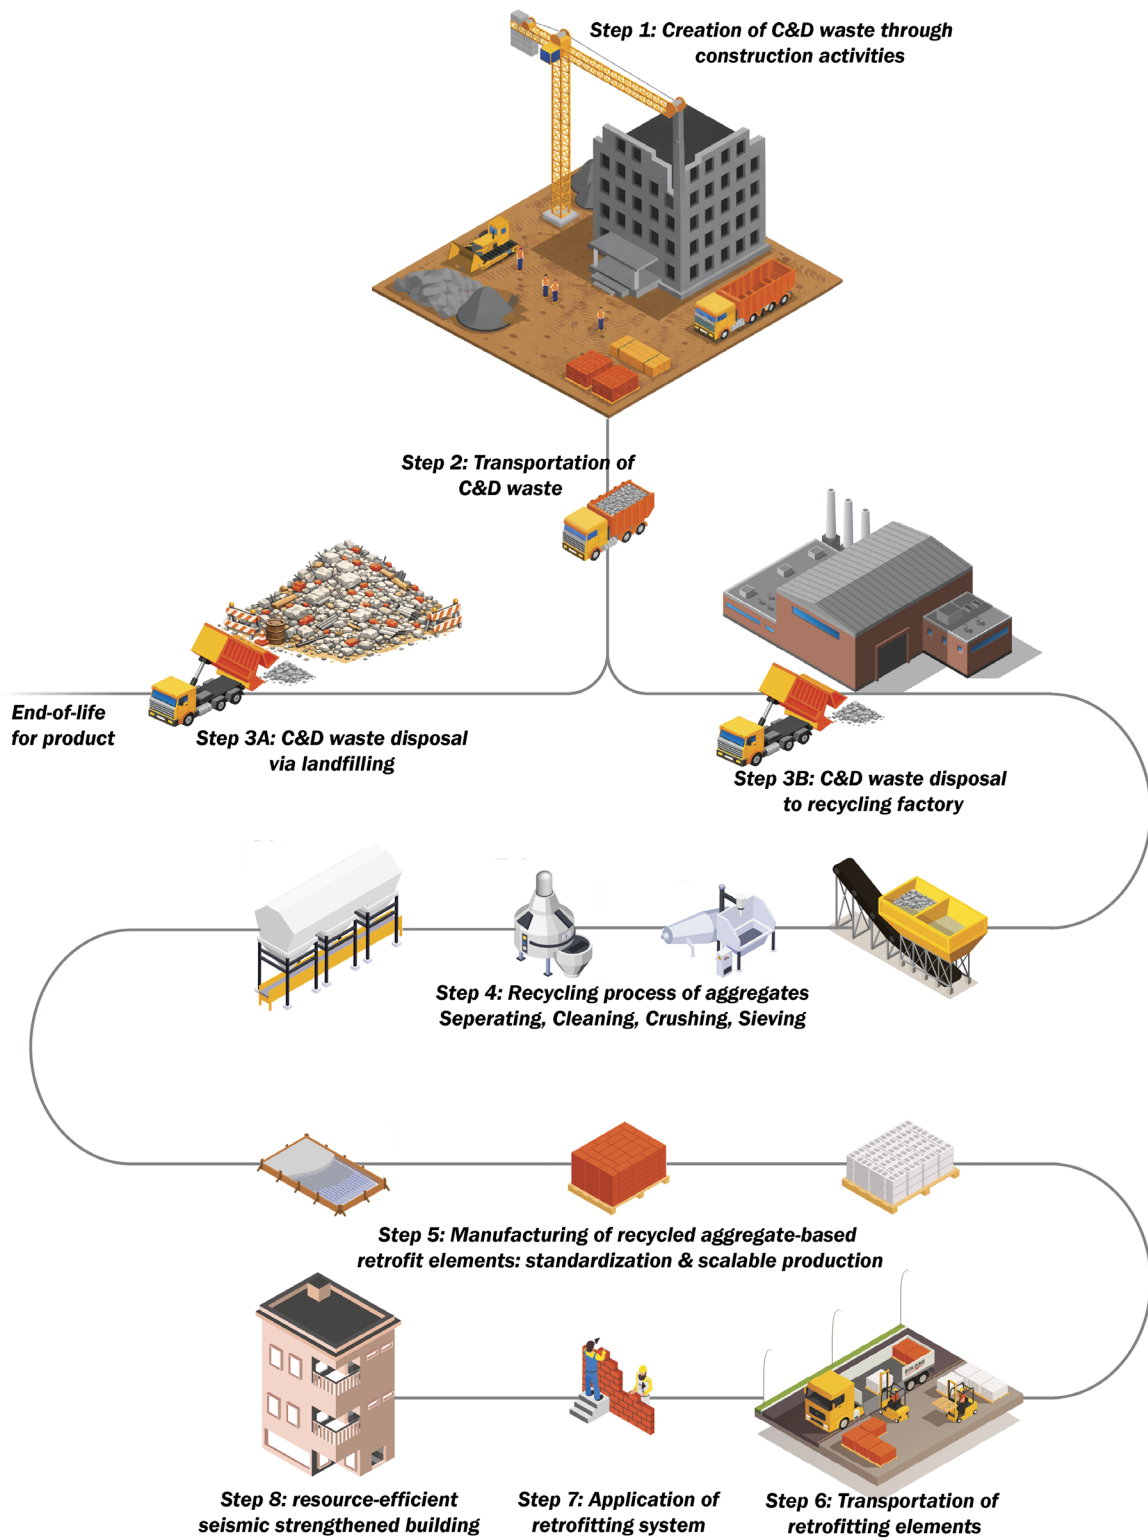 Step 1: Creation of C&D waste through
construction activities
Step 2: Transportation of
C&D waste
End-of-life
for product
Step 3A: C&D waste disposal
via landfilling
Step 3B: C&D waste disposal
to recycling factory
Step 4: Recycling process of aggregates
Seperating, Cleaning, Crushing, Sieving
Step 5: Manufacturing of recycled aggregate-based
retrofit elements: standardization & scalable production
Step 8: resource-efficient
seismic strengthened building
Step 7: Application of
retrofitting system
Step 6: Transportation of
retrofitting elements